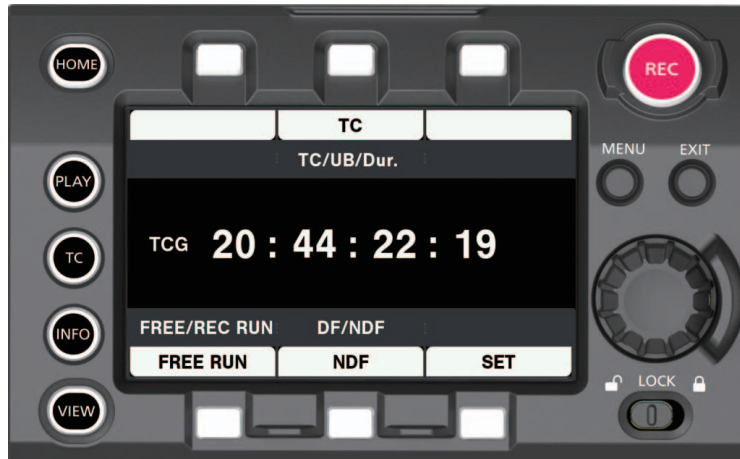 HOME
REC
TC
TC/UB/Dur.
MENU EXIT
PLAY
TCG 20 : 44 : 22 : 19
TC
INFO
FREE/REC RUN DF/NDF
FREE RUN NDF SET
LOCK
VIEW
0